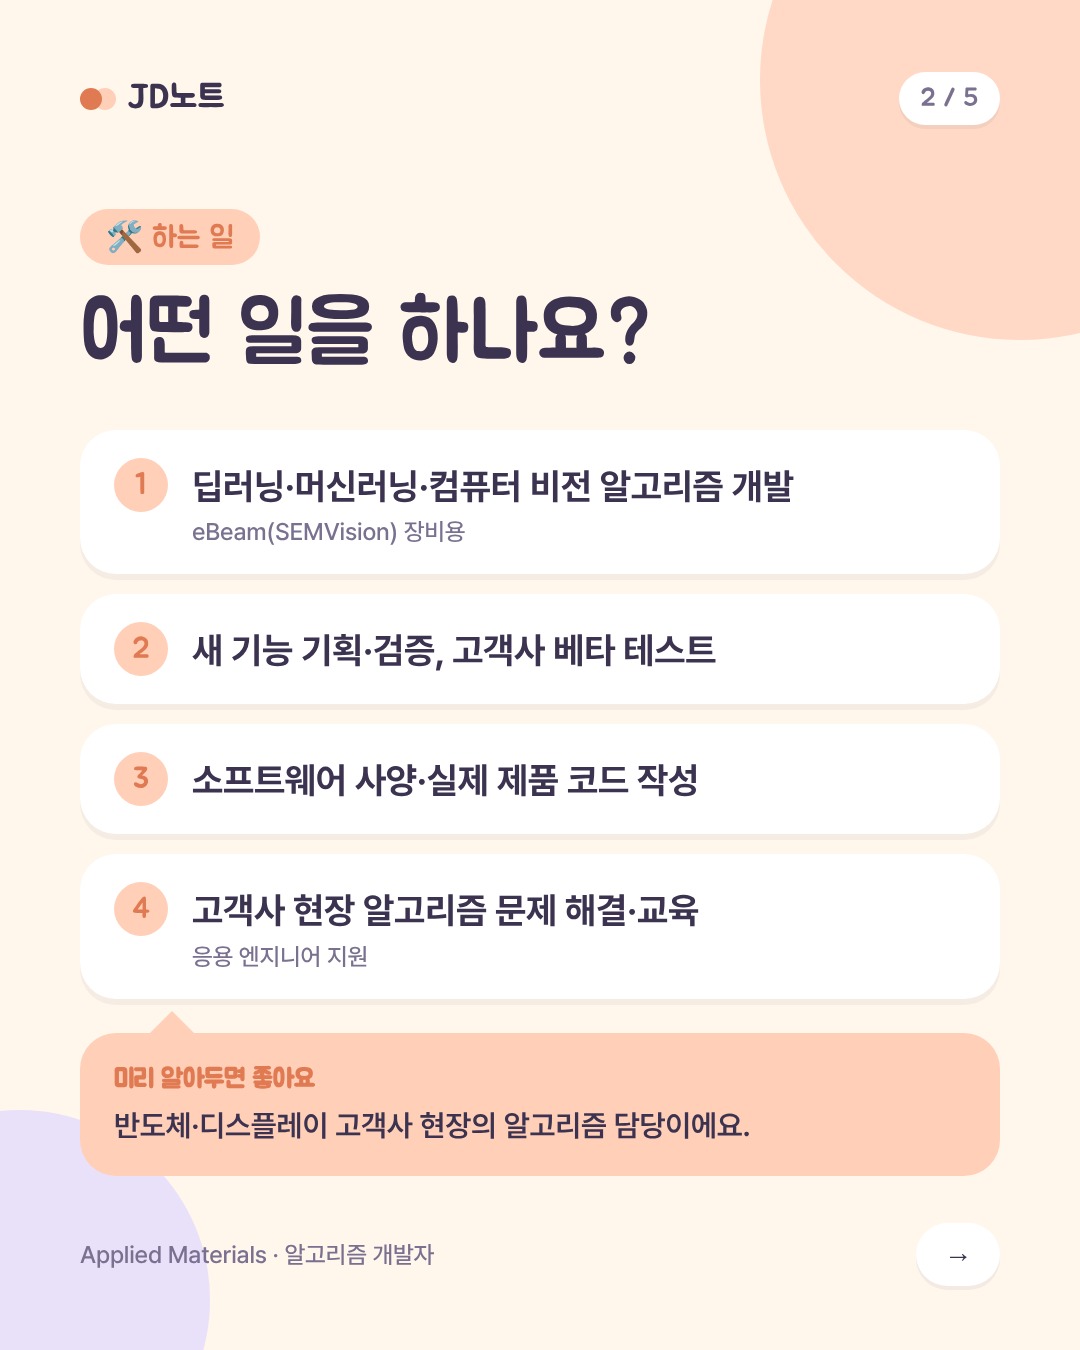 JD노트
2 / 5
🛠️ 하는 일
어떤 일을 하나요?
1 딥러닝·머신러닝·컴퓨터 비전 알고리즘 개발
eBeam(SEMVision) 장비용
2 새 기능 기획·검증, 고객사 베타 테스트
3 소프트웨어 사양·실제 제품 코드 작성
4 고객사 현장 알고리즘 문제 해결·교육
응용 엔지니어 지원
미리 알아두면 좋아요
반도체·디스플레이 고객사 현장의 알고리즘 담당이에요.
Applied Materials · 알고리즘 개발자
→